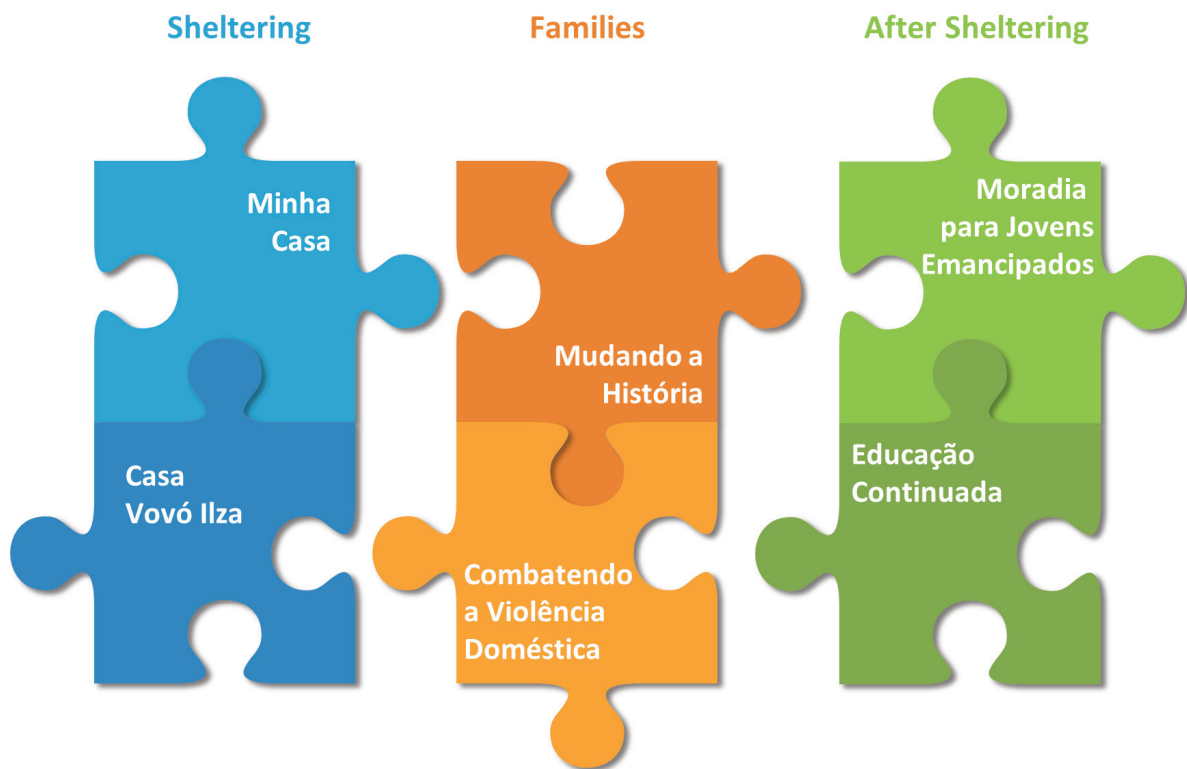 Sheltering
Families
After Sheltering
Minha
Casa
Casa
Vovó Ilza
Mudando a
História
Combatendo
a Violência
Doméstica
Moradia
para Jovens
Emancipados
Educação
Continuada